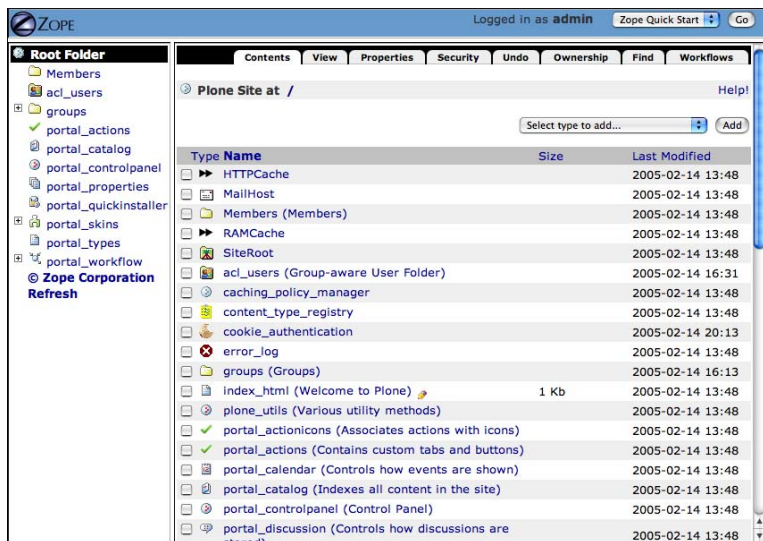 ZOPE
Logged in as admin
Zope Quick Start
Go
Root Folder
Members
acl_users
groups
portal_actions
portal_catalog
portal_controlpanel
portal_properties
portal_quickinstaller
portal_skins
portal_types
portal_workflow
© Zope Corporation
Refresh
Contents View Properties Security Undo Ownership Find Workflows
Plone Site at / Help!
Select type to add... Add
Type Name Size Last Modified
HTTPCache 2005-02-14 13:48
MailHost 2005-02-14 13:48
Members (Members) 2005-02-14 13:48
RAMCache 2005-02-14 13:48
SiteRoot 2005-02-14 13:48
acl_users (Group-aware User Folder) 2005-02-14 16:31
caching_policy_manager 2005-02-14 13:48
content_type_registry 2005-02-14 13:48
cookie_authentication 2005-02-14 20:13
error_log 2005-02-14 13:48
groups (Groups) 2005-02-14 16:13
index_html (Welcome to Plone) 1 Kb 2005-02-14 13:48
plone_utils (Various utility methods) 2005-02-14 13:48
portal_actionicons (Associates actions with icons) 2005-02-14 13:48
portal_actions (Contains custom tabs and buttons) 2005-02-14 13:48
portal_calendar (Controls how events are shown) 2005-02-14 13:48
portal_catalog (Indexes all content in the site) 2005-02-14 13:48
portal_controlpanel (Control Panel) 2005-02-14 13:48
portal_discussion (Controls how discussions are 2005-02-14 13:48